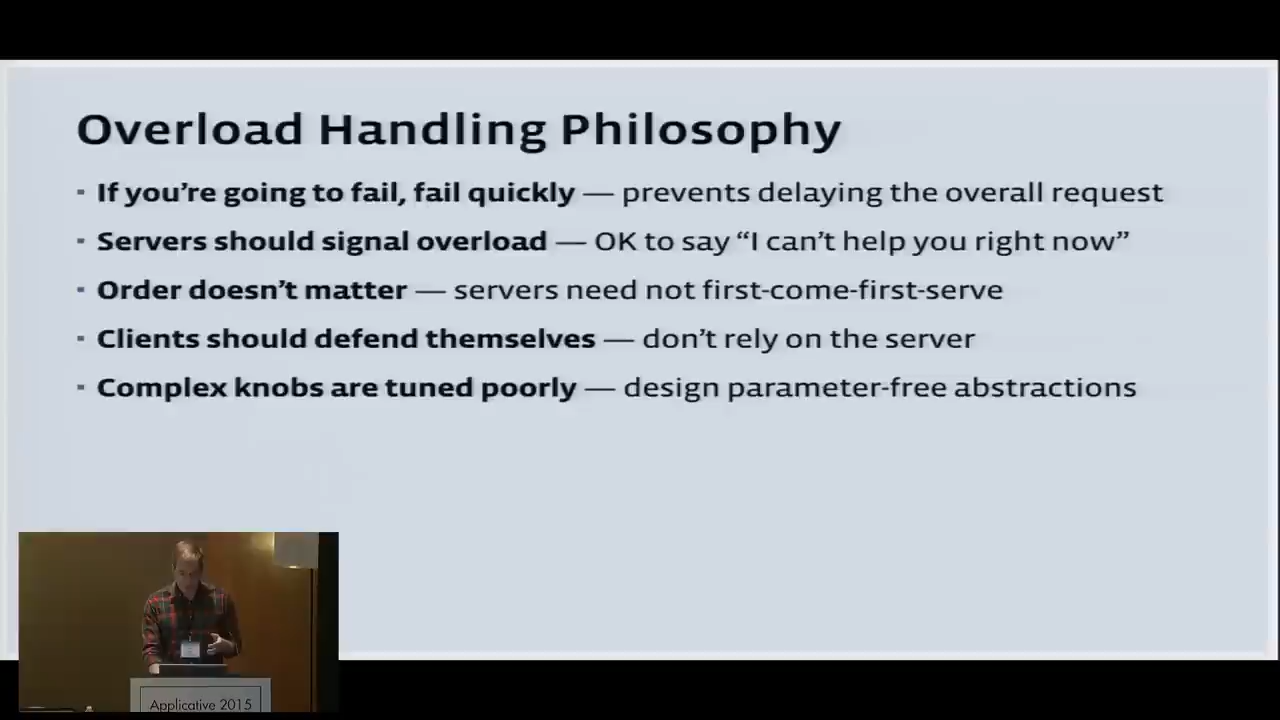 Overload Handling Philosophy
▪ If you’re going to fail, fail quickly — prevents delaying the overall request
▪ Servers should signal overload — OK to say “I can’t help you right now”
▪ Order doesn’t matter — servers need not first-come-first-serve
▪ Clients should defend themselves — don’t rely on the server
▪ Complex knobs are tuned poorly — design parameter-free abstractions
Applicative 2015